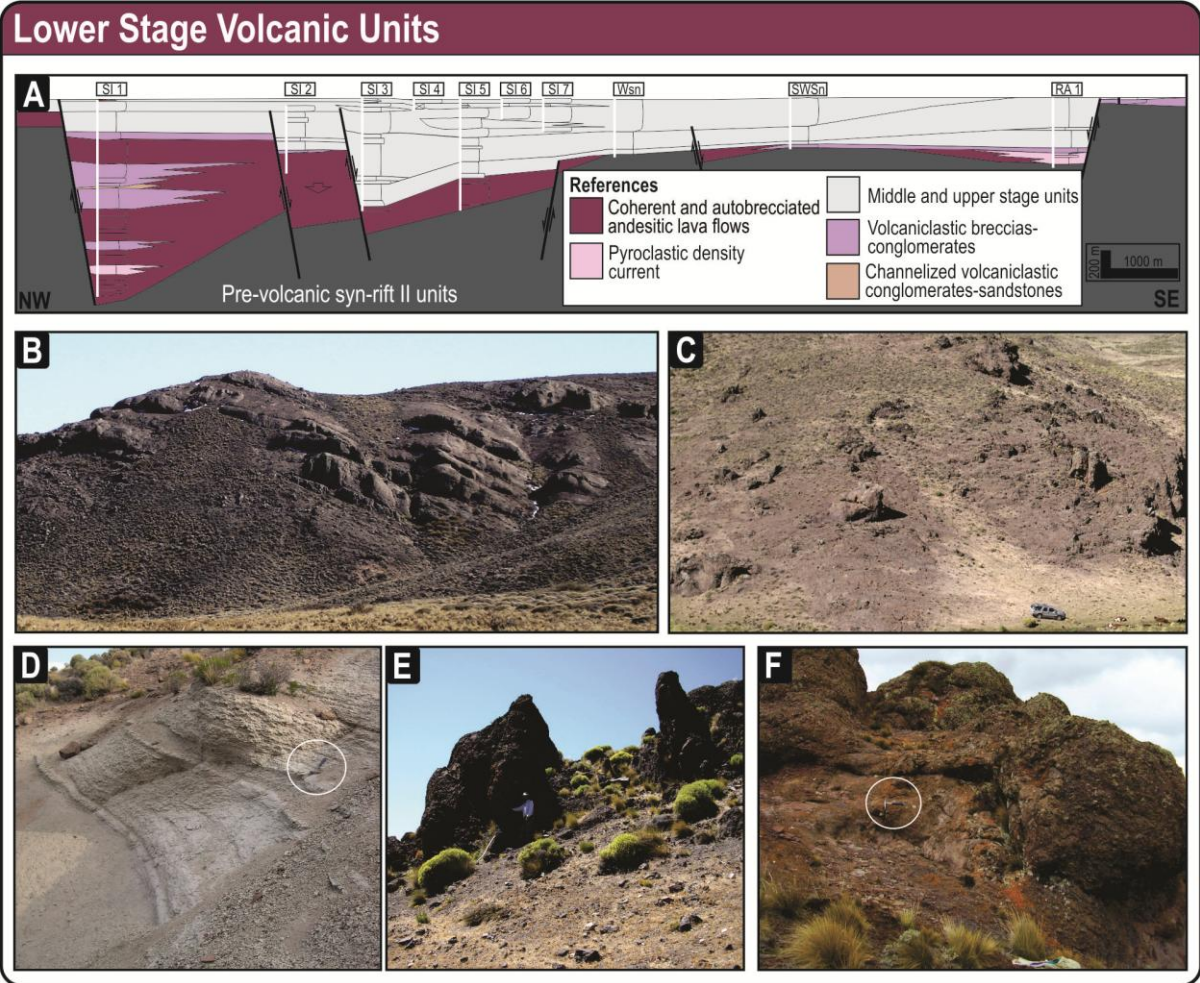 Lower Stage Volcanic Units
A
SI 1
SI 2
SI 3
SI 4
SI 5
SI 6
SI 7
Wsn
SWSn
RA 1
References
Coherent and autobrecciated
andesitic lava flows
Pyroclastic density
current
Middle and upper stage units
Volcaniclastic breccias-
conglomerates
Channelized volcaniclastic
conglomerates-sandstones
200 m
1000 m
NW
Pre-volcanic syn-rift II units
SE
B
C
D
E
F